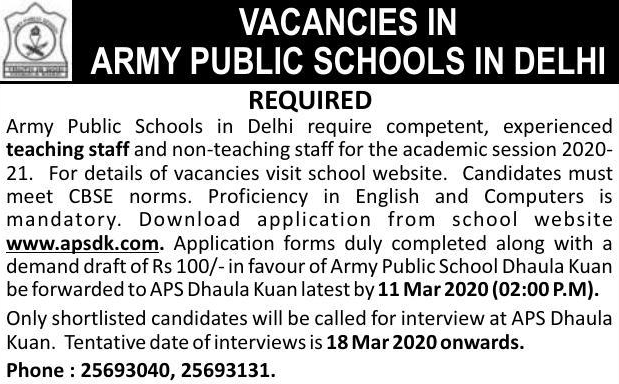 VACANCIES IN
ARMY PUBLIC SCHOOLS IN DELHI
REQUIRED
Army Public Schools in Delhi require competent, experienced
teaching staff and non-teaching staff for the academic session 2020-
21. For details of vacancies visit school website. Candidates must
meet CBSE norms. Proficiency in English and Computers is
mandatory. Download application from school website
www.apsdk.com. Application forms duly completed along with a
demand draft of Rs 100/- in favour of Army Public School Dhaula Kuan
be forwarded to APS Dhaula Kuan latest by 11 Mar 2020 (02:00 P.M).
Only shortlisted candidates will be called for interview at APS Dhaula
Kuan. Tentative date of interviews is 18 Mar 2020 onwards.
Phone : 25693040, 25693131.